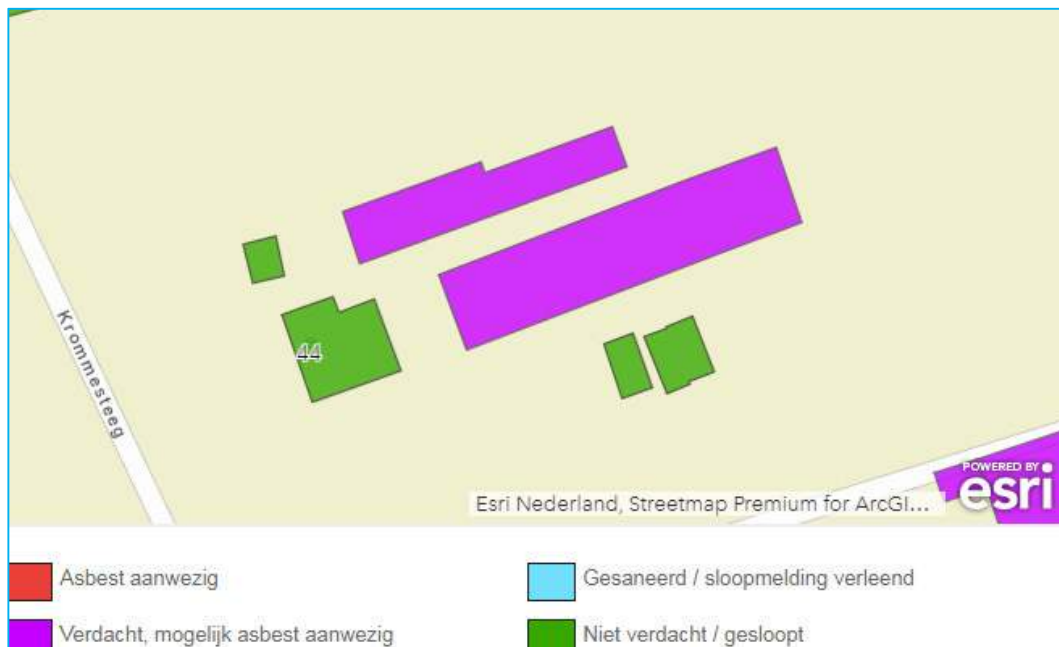 Krommesteeg
44
POWERED BY
esri
Esri Nederland, Streetmap Premium for ArcGI...
Asbest aanwezig
Gesaneerd / sloopmelding verleend
Verdacht, mogelijk asbest aanwezig
Niet verdacht / gesloopt